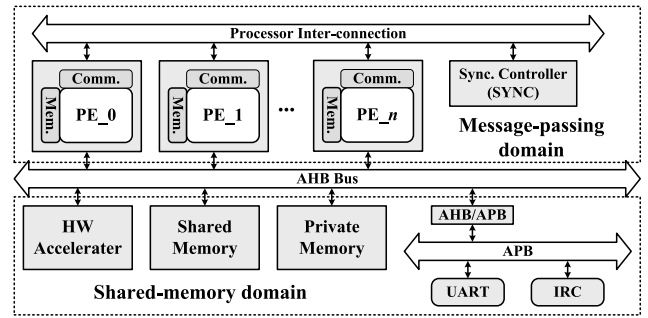 Processor Inter-connection
Comm.
Mem.
PE_0
Comm.
Mem.
PE_1
...
Comm.
Mem.
PE_n
Sync. Controller
(SYNC)
Message-passing
domain
AHB Bus
HW
Accelerater
Shared
Memory
Private
Memory
AHB/APB
APB
UART
IRC
Shared-memory domain